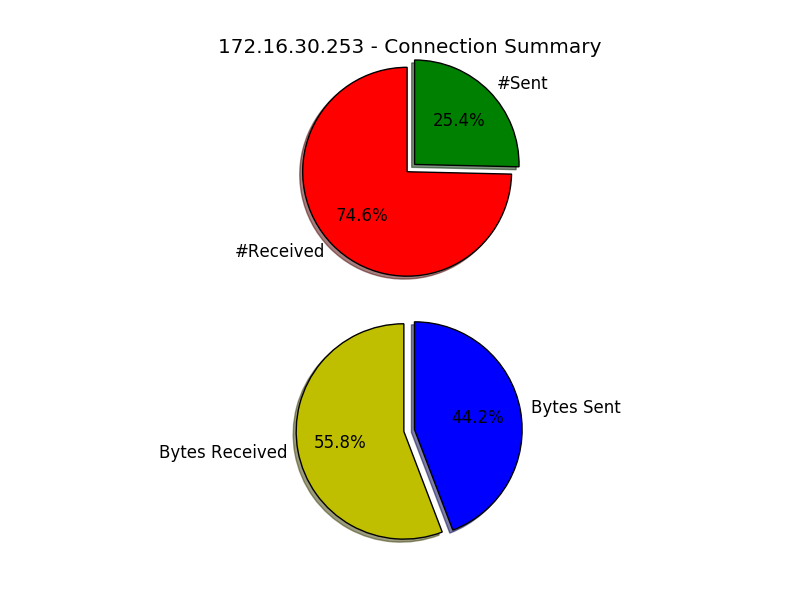 172.16.30.253 - Connection Summary
#Sent
25.4%
74.6%
#Received
Bytes Sent
44.2%
55.8%
Bytes Received